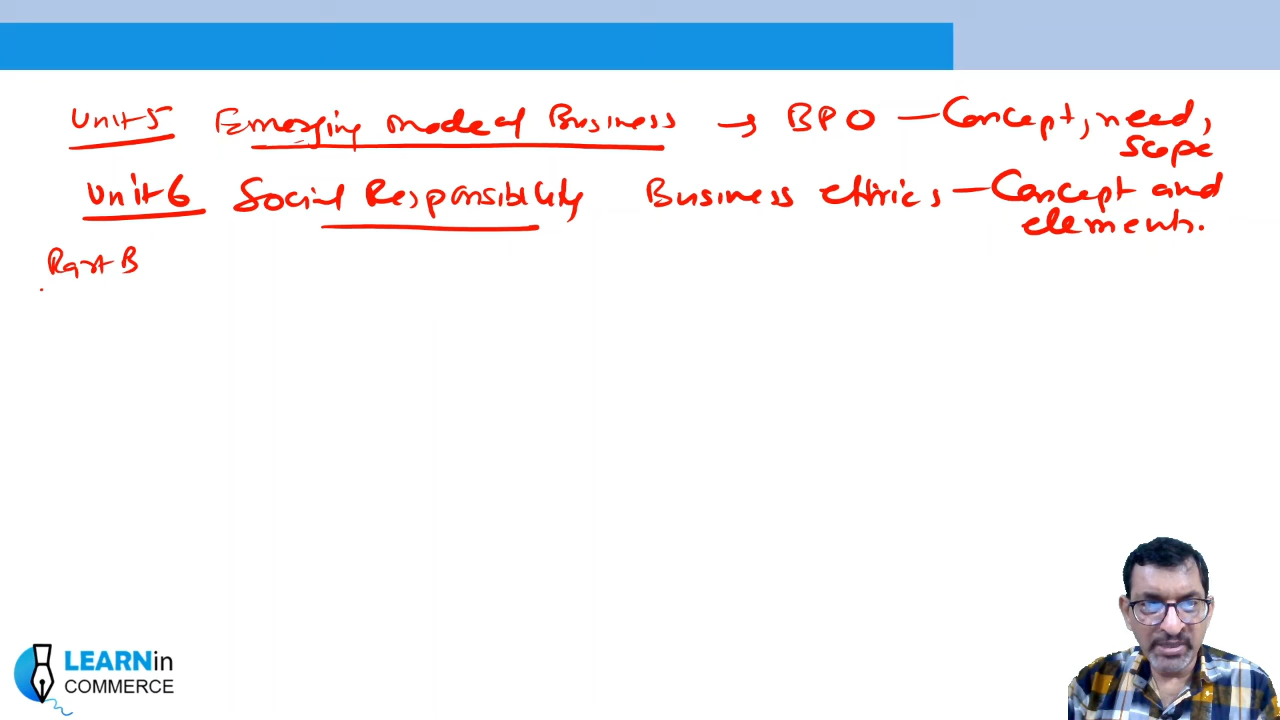 Unit 5 Emerging mode of Business → BPO – Concept, need, scope
Unit 6 Social Responsibility Business ethics – Concept and elements.
Part B
LEARNin
COMMERCE